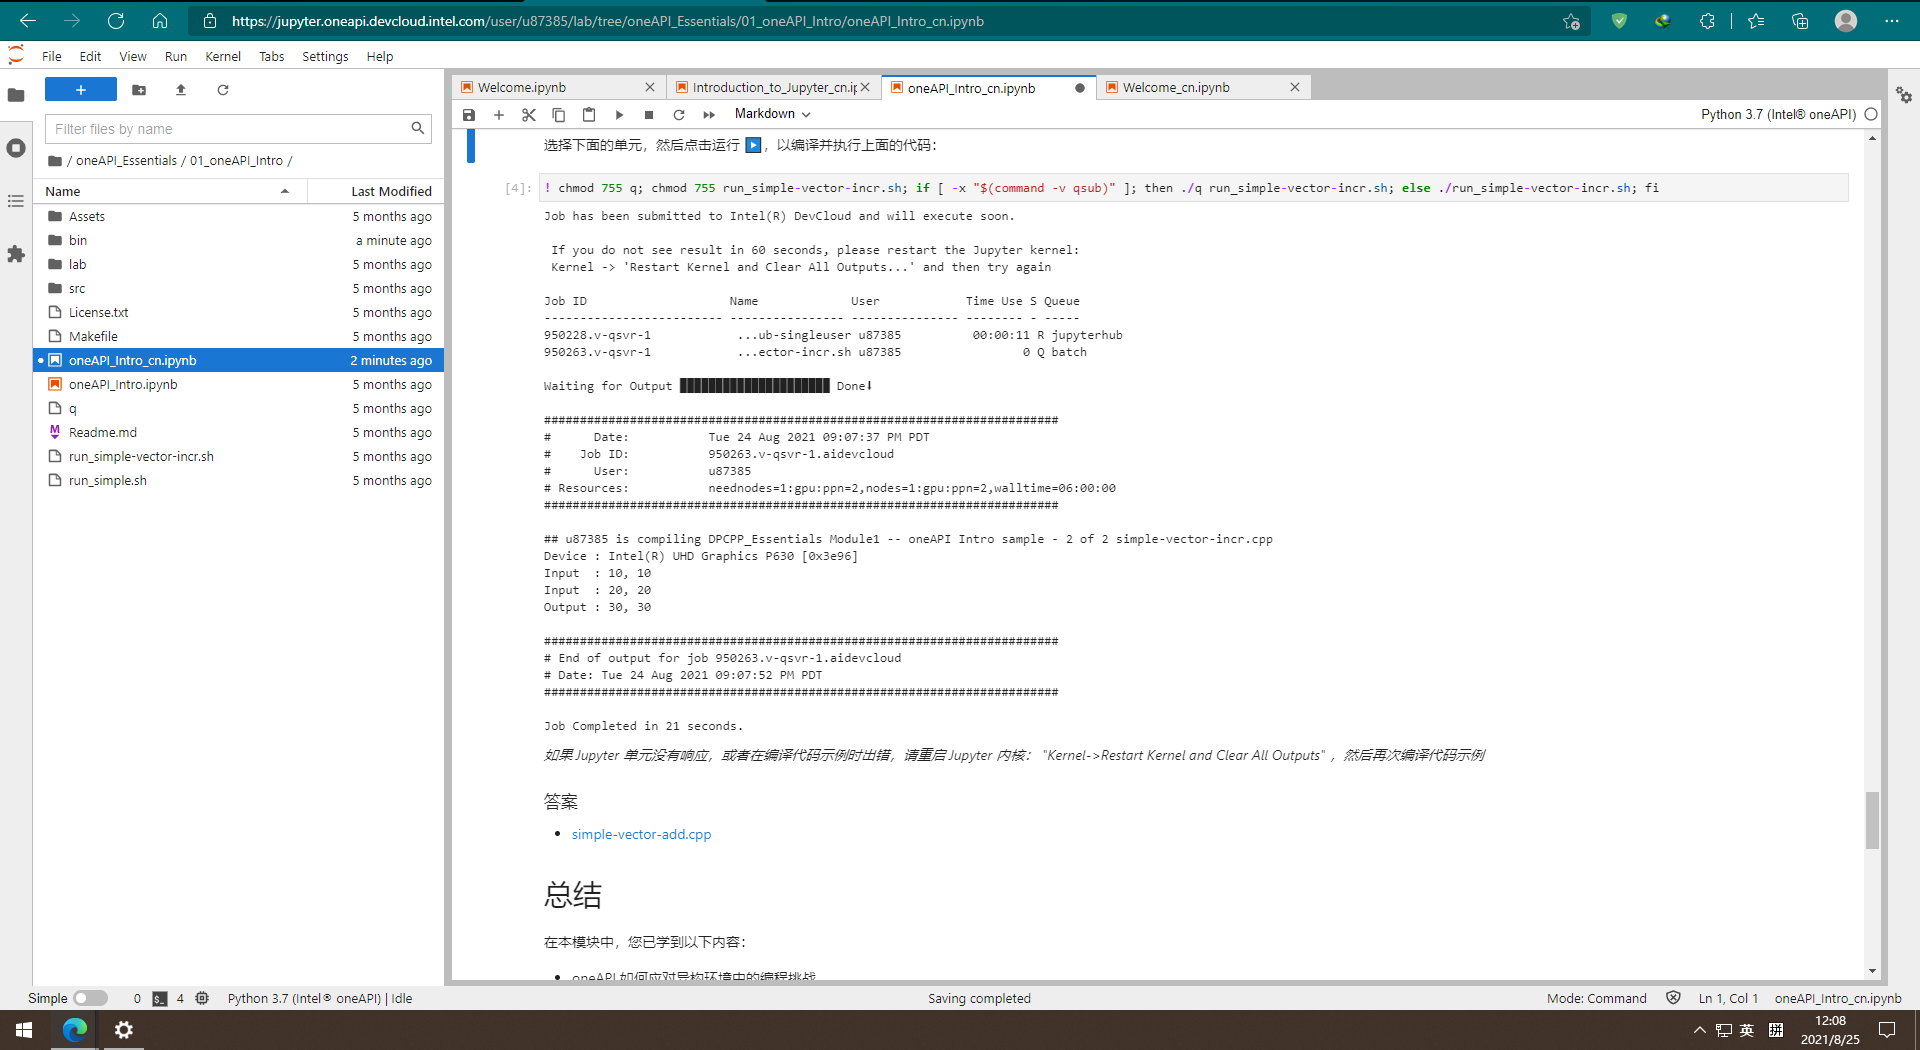 https://jupyter.oneapi.devcloud.intel.com/user/u87385/lab/tree/oneAPI_Essentials/01_oneAPI_Intro/oneAPI_Intro_cn.ipynb
File Edit View Run Kernel Tabs Settings Help
Filter files by name
/ oneAPI_Essentials / 01_oneAPI_Intro /
Name Last Modified
Assets 5 months ago
bin a minute ago
lab 5 months ago
src 5 months ago
License.txt 5 months ago
Makefile 5 months ago
oneAPI_Intro_cn.ipynb 2 minutes ago
oneAPI_Intro.ipynb 5 months ago
q 5 months ago
Readme.md 5 months ago
run_simple-vector-incr.sh 5 months ago
run_simple.sh 5 months ago
Welcome.ipynb Introduction_to_Jupyter_cn.ip oneAPI_Intro_cn.ipynb Welcome_cn.ipynb
Markdown Python 3.7 (Intel® oneAPI)
选择下面的单元，然后点击运行 ，以编译并执行上面的代码：
[4]: ! chmod 755 q; chmod 755 run_simple-vector-incr.sh; if [ -x "$(command -v qsub)" ]; then ./q run_simple-vector-incr.sh; else ./run_simple-vector-incr.sh; fi
Job has been submitted to Intel(R) DevCloud and will execute soon.
If you do not see result in 60 seconds, please restart the Jupyter kernel:
Kernel -> 'Restart Kernel and Clear All Outputs...' and then try again
Job ID Name User Time Use S Queue
------------------------- ---------------- --------------- -------- - -----
950228.v-qsvr-1 ...ub-singleuser u87385 00:00:11 R jupyterhub
950263.v-qsvr-1 ...ector-incr.sh u87385 0 Q batch
Waiting for Output █████████████████████ Done⬇
########################################################################
# Date: Tue 24 Aug 2021 09:07:37 PM PDT
# Job ID: 950263.v-qsvr-1.aidevcloud
# User: u87385
# Resources: neednodes=1:gpu:ppn=2,nodes=1:gpu:ppn=2,walltime=06:00:00
########################################################################
## u87385 is compiling DPCPP_Essentials Module1 -- oneAPI Intro sample - 2 of 2 simple-vector-incr.cpp
Device : Intel(R) UHD Graphics P630 [0x3e96]
Input : 10, 10
Input : 20, 20
Output : 30, 30
########################################################################
# End of output for job 950263.v-qsvr-1.aidevcloud
# Date: Tue 24 Aug 2021 09:07:52 PM PDT
########################################################################
Job Completed in 21 seconds.
如果 Jupyter 单元没有响应，或者在编译代码示例时出错，请重启 Jupyter 内核： "Kernel->Restart Kernel and Clear All Outputs" ，然后再次编译代码示例
答案
• simple-vector-add.cpp
总结
在本模块中，您已学到以下内容：
• oneAPI 如何应对异构环境中的编程挑战
Simple 0 4 Python 3.7 (Intel® oneAPI) | Idle Saving completed Mode: Command Ln 1, Col 1 oneAPI_Intro_cn.ipynb
英 拼 12:08
2021/8/25